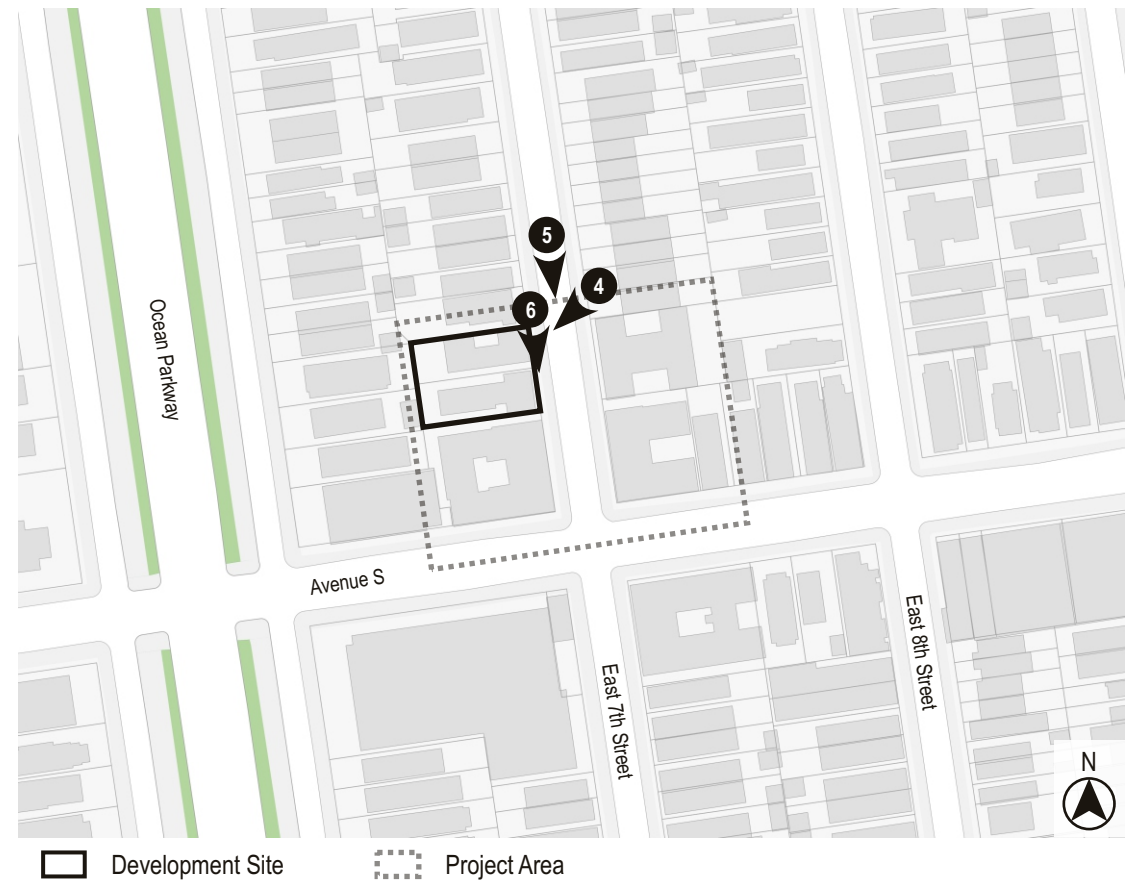 5
4
6
Ocean Parkway
Avenue S
East 7th Street
East 8th Street
N
Development Site
Project Area